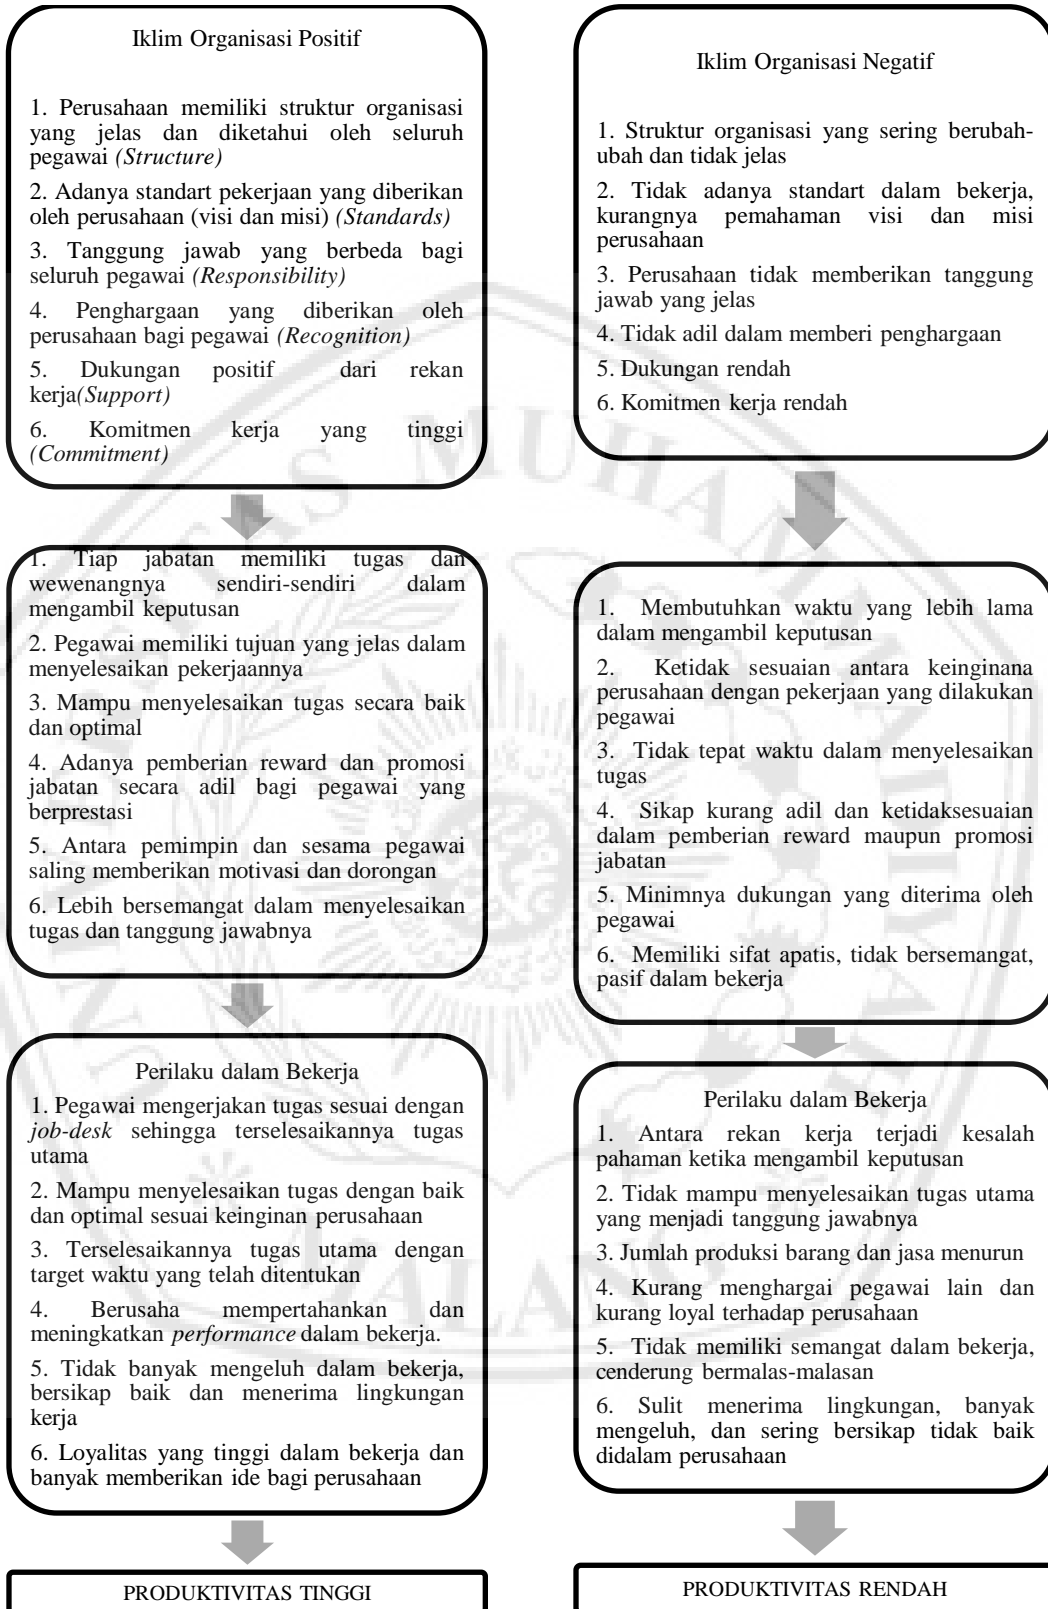 Iklim Organisasi Positif
1. Perusahaan memiliki struktur organisasi
yang jelas dan diketahui oleh seluruh
pegawai (Structure)
2. Adanya standart pekerjaan yang diberikan
oleh perusahaan (visi dan misi) (Standards)
3. Tanggung jawab yang berbeda bagi
seluruh pegawai (Responsibility)
4. Penghargaan yang diberikan oleh
perusahaan bagi pegawai (Recognition)
5. Dukungan positif dari rekan
kerja(Support)
6. Komitmen kerja yang tinggi
(Commitment)
1. Tiap jabatan memiliki tugas dan
wewenangnya sendiri-sendiri dalam
mengambil keputusan
2. Pegawai memiliki tujuan yang jelas dalam
menyelesaikan pekerjaannya
3. Mampu menyelesaikan tugas secara baik
dan optimal
4. Adanya pemberian reward dan promosi
jabatan secara adil bagi pegawai yang
berprestasi
5. Antara pemimpin dan sesama pegawai
saling memberikan motivasi dan dorongan
6. Lebih bersemangat dalam menyelesaikan
tugas dan tanggung jawabnya
Perilaku dalam Bekerja
1. Pegawai mengerjakan tugas sesuai dengan
job-desk sehingga terselesaikannya tugas
utama
2. Mampu menyelesaikan tugas dengan baik
dan optimal sesuai keinginan perusahaan
3. Terselesaikannya tugas utama dengan
target waktu yang telah ditentukan
4. Berusaha mempertahankan dan
meningkatkan performance dalam bekerja.
5. Tidak banyak mengeluh dalam bekerja,
bersikap baik dan menerima lingkungan
kerja
6. Loyalitas yang tinggi dalam bekerja dan
banyak memberikan ide bagi perusahaan
PRODUKTIVITAS TINGGI
Iklim Organisasi Negatif
1. Struktur organisasi yang sering berubah-
ubah dan tidak jelas
2. Tidak adanya standart dalam bekerja,
kurangnya pemahaman visi dan misi
perusahaan
3. Perusahaan tidak memberikan tanggung
jawab yang jelas
4. Tidak adil dalam memberi penghargaan
5. Dukungan rendah
6. Komitmen kerja rendah
1. Membutuhkan waktu yang lebih lama
dalam mengambil keputusan
2. Ketidak sesuaian antara keinginana
perusahaan dengan pekerjaan yang dilakukan
pegawai
3. Tidak tepat waktu dalam menyelesaikan
tugas
4. Sikap kurang adil dan ketidaksesuaian
dalam pemberian reward maupun promosi
jabatan
5. Minimnya dukungan yang diterima oleh
pegawai
6. Memiliki sifat apatis, tidak bersemangat,
pasif dalam bekerja
Perilaku dalam Bekerja
1. Antara rekan kerja terjadi kesalah
pahaman ketika mengambil keputusan
2. Tidak mampu menyelesaikan tugas utama
yang menjadi tanggung jawabnya
3. Jumlah produksi barang dan jasa menurun
4. Kurang menghargai pegawai lain dan
kurang loyal terhadap perusahaan
5. Tidak memiliki semangat dalam bekerja,
cenderung bermalas-malasan
6. Sulit menerima lingkungan, banyak
mengeluh, dan sering bersikap tidak baik
didalam perusahaan
PRODUKTIVITAS RENDAH
UNIVERSITAS MUHAMMADIYAH
MALANG